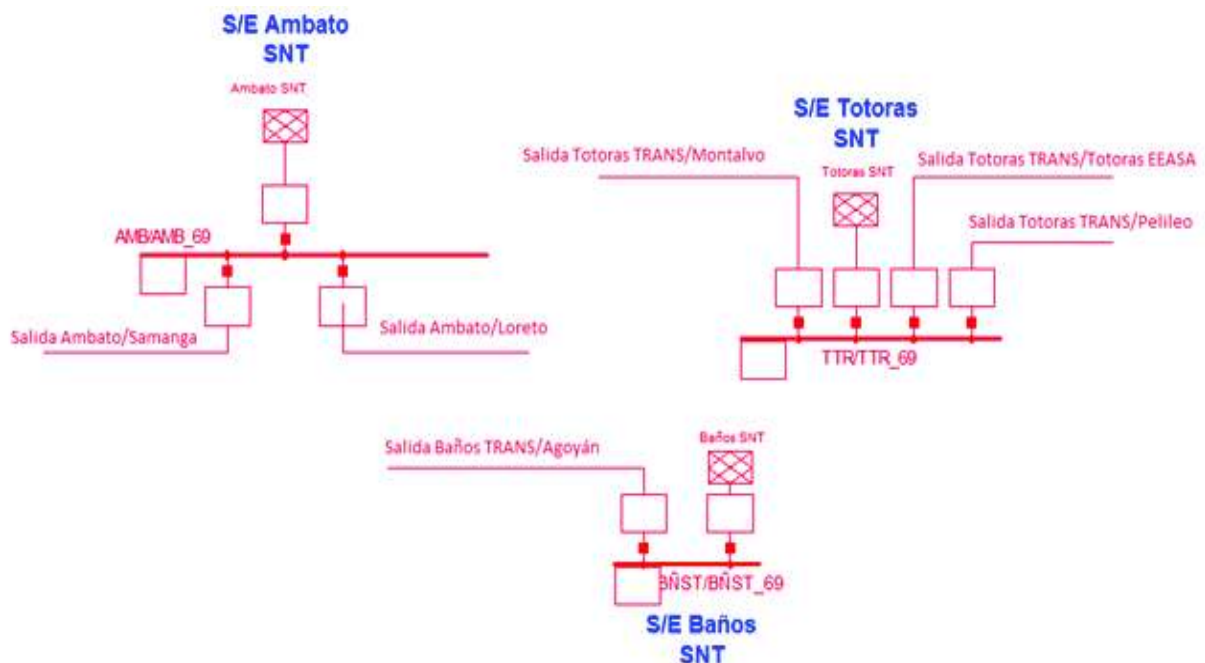 S/E Ambato
SNT
Ambato SNT
AMB/AMB_69
Salida Ambato/Samanga
Salida Ambato/Loreto
S/E Totoras
SNT
Salida Totoras TRANS/Montalvo
Totoras SNT
Salida Totoras TRANS/Totoras EEASA
Salida Totoras TRANS/Pelileo
TTR/TTR_69
Salida Baños TRANS/Agoyán
Baños SNT
BÑST/BÑST_69
S/E Baños
SNT